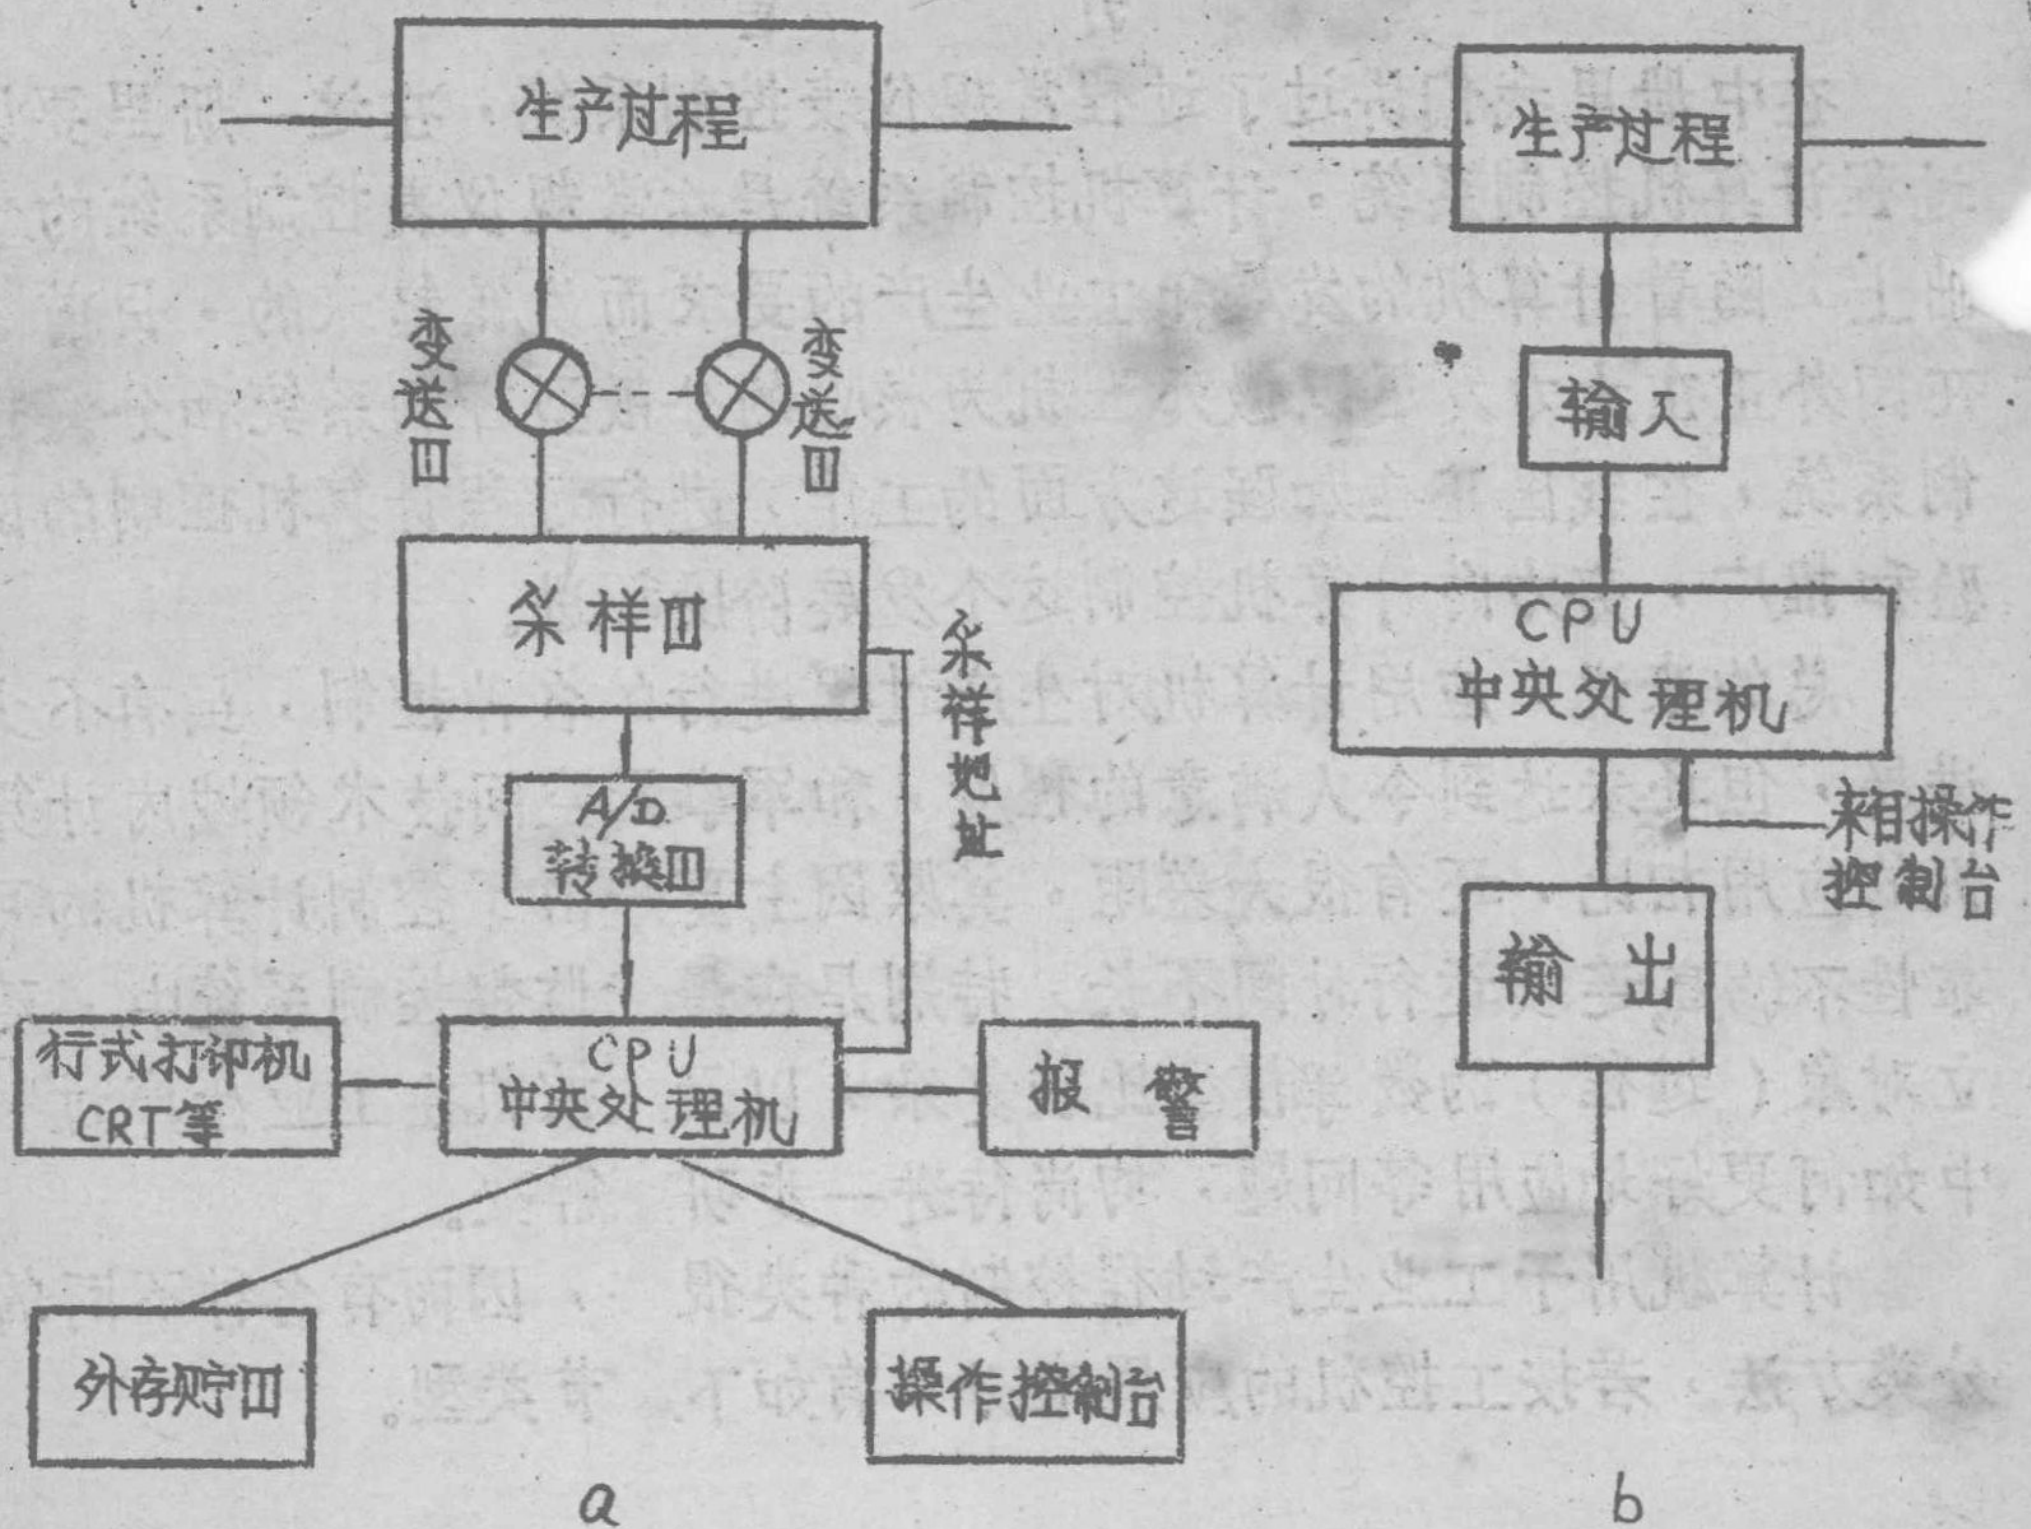 生产过程
变送器
变送器
采样器
采样地址
A/D
转换器
行式打印机
CRT等
CPU
中央处理机
报警
外存贮器
操作控制台
a
生产过程
输入
CPU
中央处理机
来自操作
控制台
输出
b